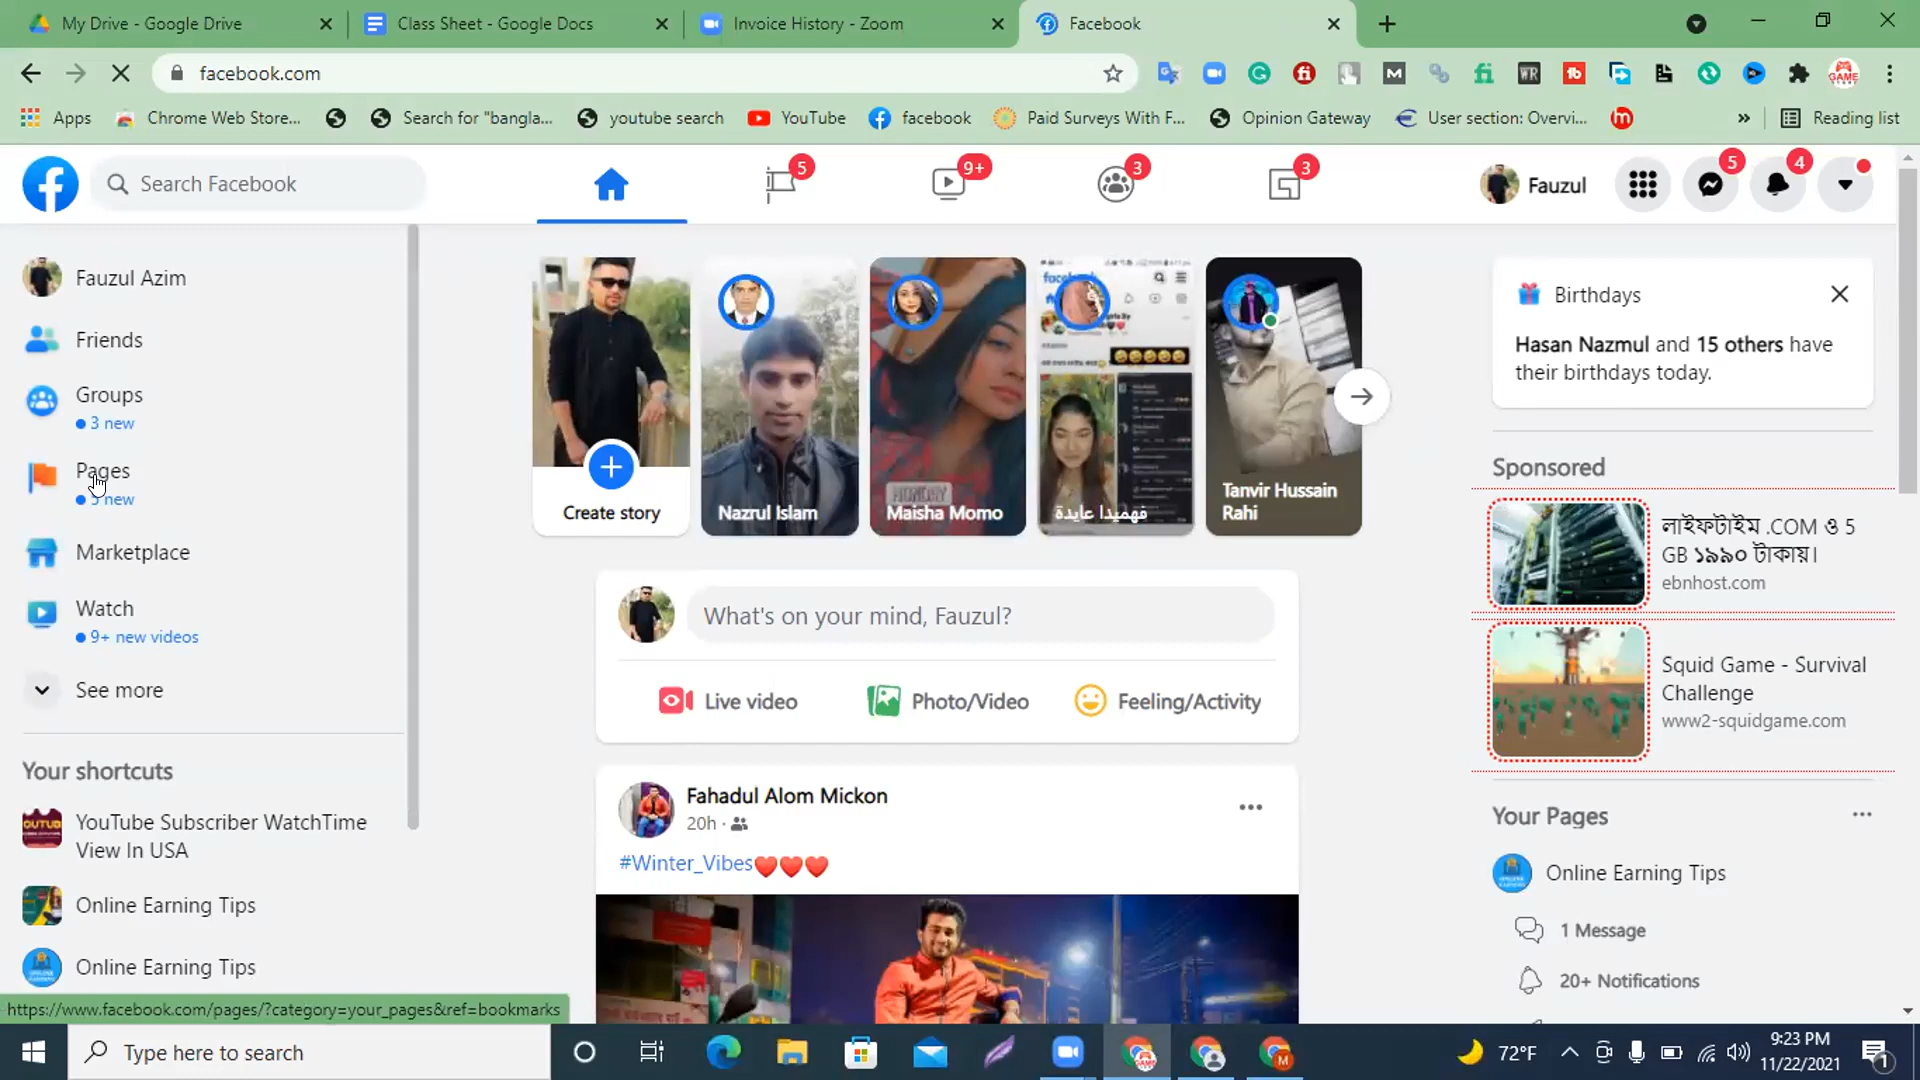 My Drive - Google Drive
Class Sheet - Google Docs
Invoice History - Zoom
Facebook
facebook.com
Apps
Chrome Web Store...
Search for "bangla...
youtube search
YouTube
facebook
Paid Surveys With F...
Opinion Gateway
User section: Overvi...
Reading list
Search Facebook
5
9+
3
3
Fauzul
5
4
Fauzul Azim
Friends
Groups
3 new
Pages
5 new
Marketplace
Watch
9+ new videos
See more
Your shortcuts
YouTube Subscriber WatchTime
View In USA
Online Earning Tips
Online Earning Tips
https://www.facebook.com/pages/?category=your_pages&ref=bookmarks
Create story
Nazrul Islam
Maisha Momo
فهميدا عايدة
Tanvir Hussain
Rahi
What's on your mind, Fauzul?
Live video
Photo/Video
Feeling/Activity
Fahadul Alom Mickon
20h ·
#Winter_Vibes❤️❤️❤️
Birthdays
Hasan Nazmul and 15 others have
their birthdays today.
Sponsored
লাইফটাইম .COM ও 5
GB ১৯৯০ টাকায়।
ebnhost.com
Squid Game - Survival
Challenge
www2-squidgame.com
Your Pages
Online Earning Tips
1 Message
20+ Notifications
Type here to search
72°F
9:23 PM
11/22/2021
1